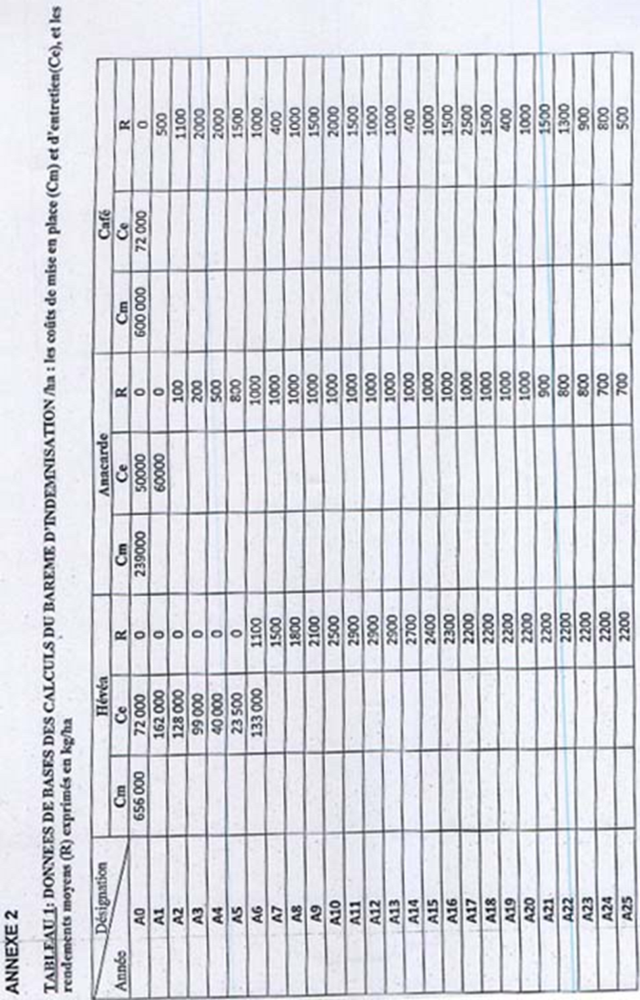 ANNEXE 2
TABLEAU 1: DONNEES DE BASES DES CALCULS DU BAREME D'INDEMNISATION /ha : les coûts de mise en place (Cm) et d'entretien(Ce), et les
rendements moyens (R) exprimés en kg/ha
Désignation Hévéa Anacarde Café
Année Cm Ce R Cm Ce R Cm Ce R
A0 656 000 72 000 0 239000 50000 0 600 000 72 000 0
A1 162 000 0 60000 0 500
A2 128 000 0 100 1100
A3 99 000 0 200 2000
A4 40 000 0 500 2000
A5 23 500 0 800 1500
A6 133 000 1100 1000 1000
A7 1500 1000 400
A8 1800 1000 1000
A9 2100 1000 1500
A10 2500 1000 2000
A11 2900 1000 1500
A12 2900 1000 1000
A13 2900 1000 1000
A14 2700 1000 400
A15 2400 1000 1000
A16 2300 1000 1500
A17 2200 1000 2500
A18 2200 1000 1500
A19 2200 1000 400
A20 2200 1000 1000
A21 2200 900 1500
A22 2200 800 1300
A23 2200 800 900
A24 2200 700 800
A25 2200 700 500